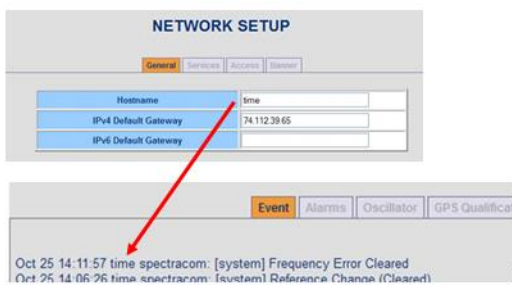 NETWORK SETUP
General Services Access Banner
Hostname time
IPv4 Default Gateway 74.112.39.65
IPv6 Default Gateway
Event Alarms Oscillator GPS Qualificat
Oct 25 14:11:57 time spectracom: [system] Frequency Error Cleared
Oct 25 14:06:26 time spectracom: [system] Reference Change (Cleared)